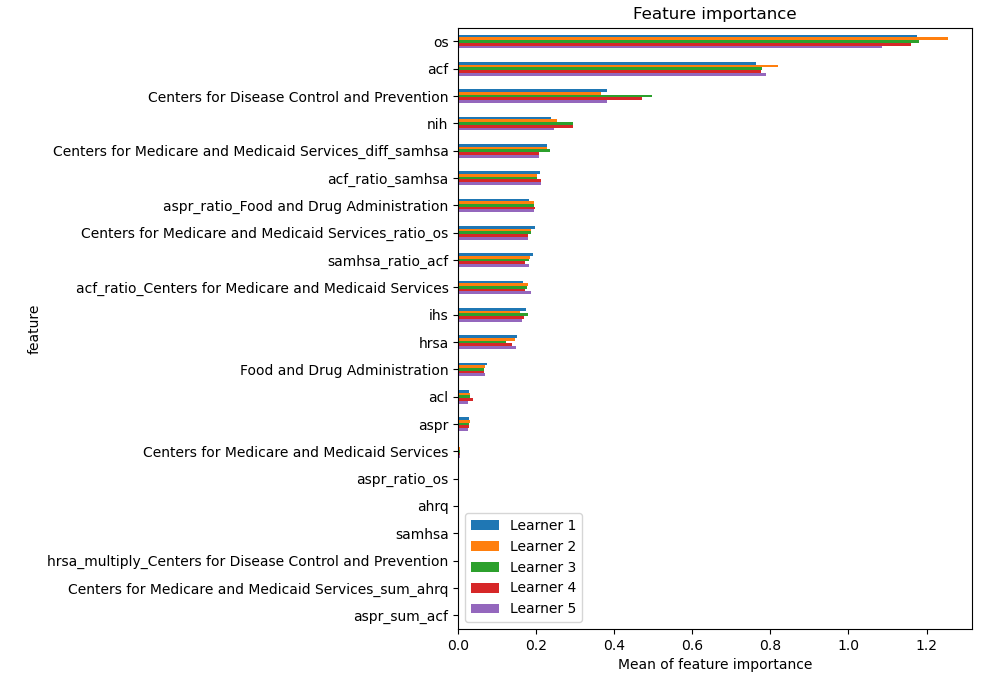 Feature importance
os
acf
Centers for Disease Control and Prevention
nih
Centers for Medicare and Medicaid Services_diff_samhsa
acf_ratio_samhsa
aspr_ratio_Food and Drug Administration
Centers for Medicare and Medicaid Services_ratio_os
samhsa_ratio_acf
acf_ratio_Centers for Medicare and Medicaid Services
ihs
hrsa
Food and Drug Administration
acl
aspr
Centers for Medicare and Medicaid Services
aspr_ratio_os
ahrq
samhsa
hrsa_multiply_Centers for Disease Control and Prevention
Centers for Medicare and Medicaid Services_sum_ahrq
aspr_sum_acf
feature
Learner 1
Learner 2
Learner 3
Learner 4
Learner 5
0.0 0.2 0.4 0.6 0.8 1.0 1.2
Mean of feature importance